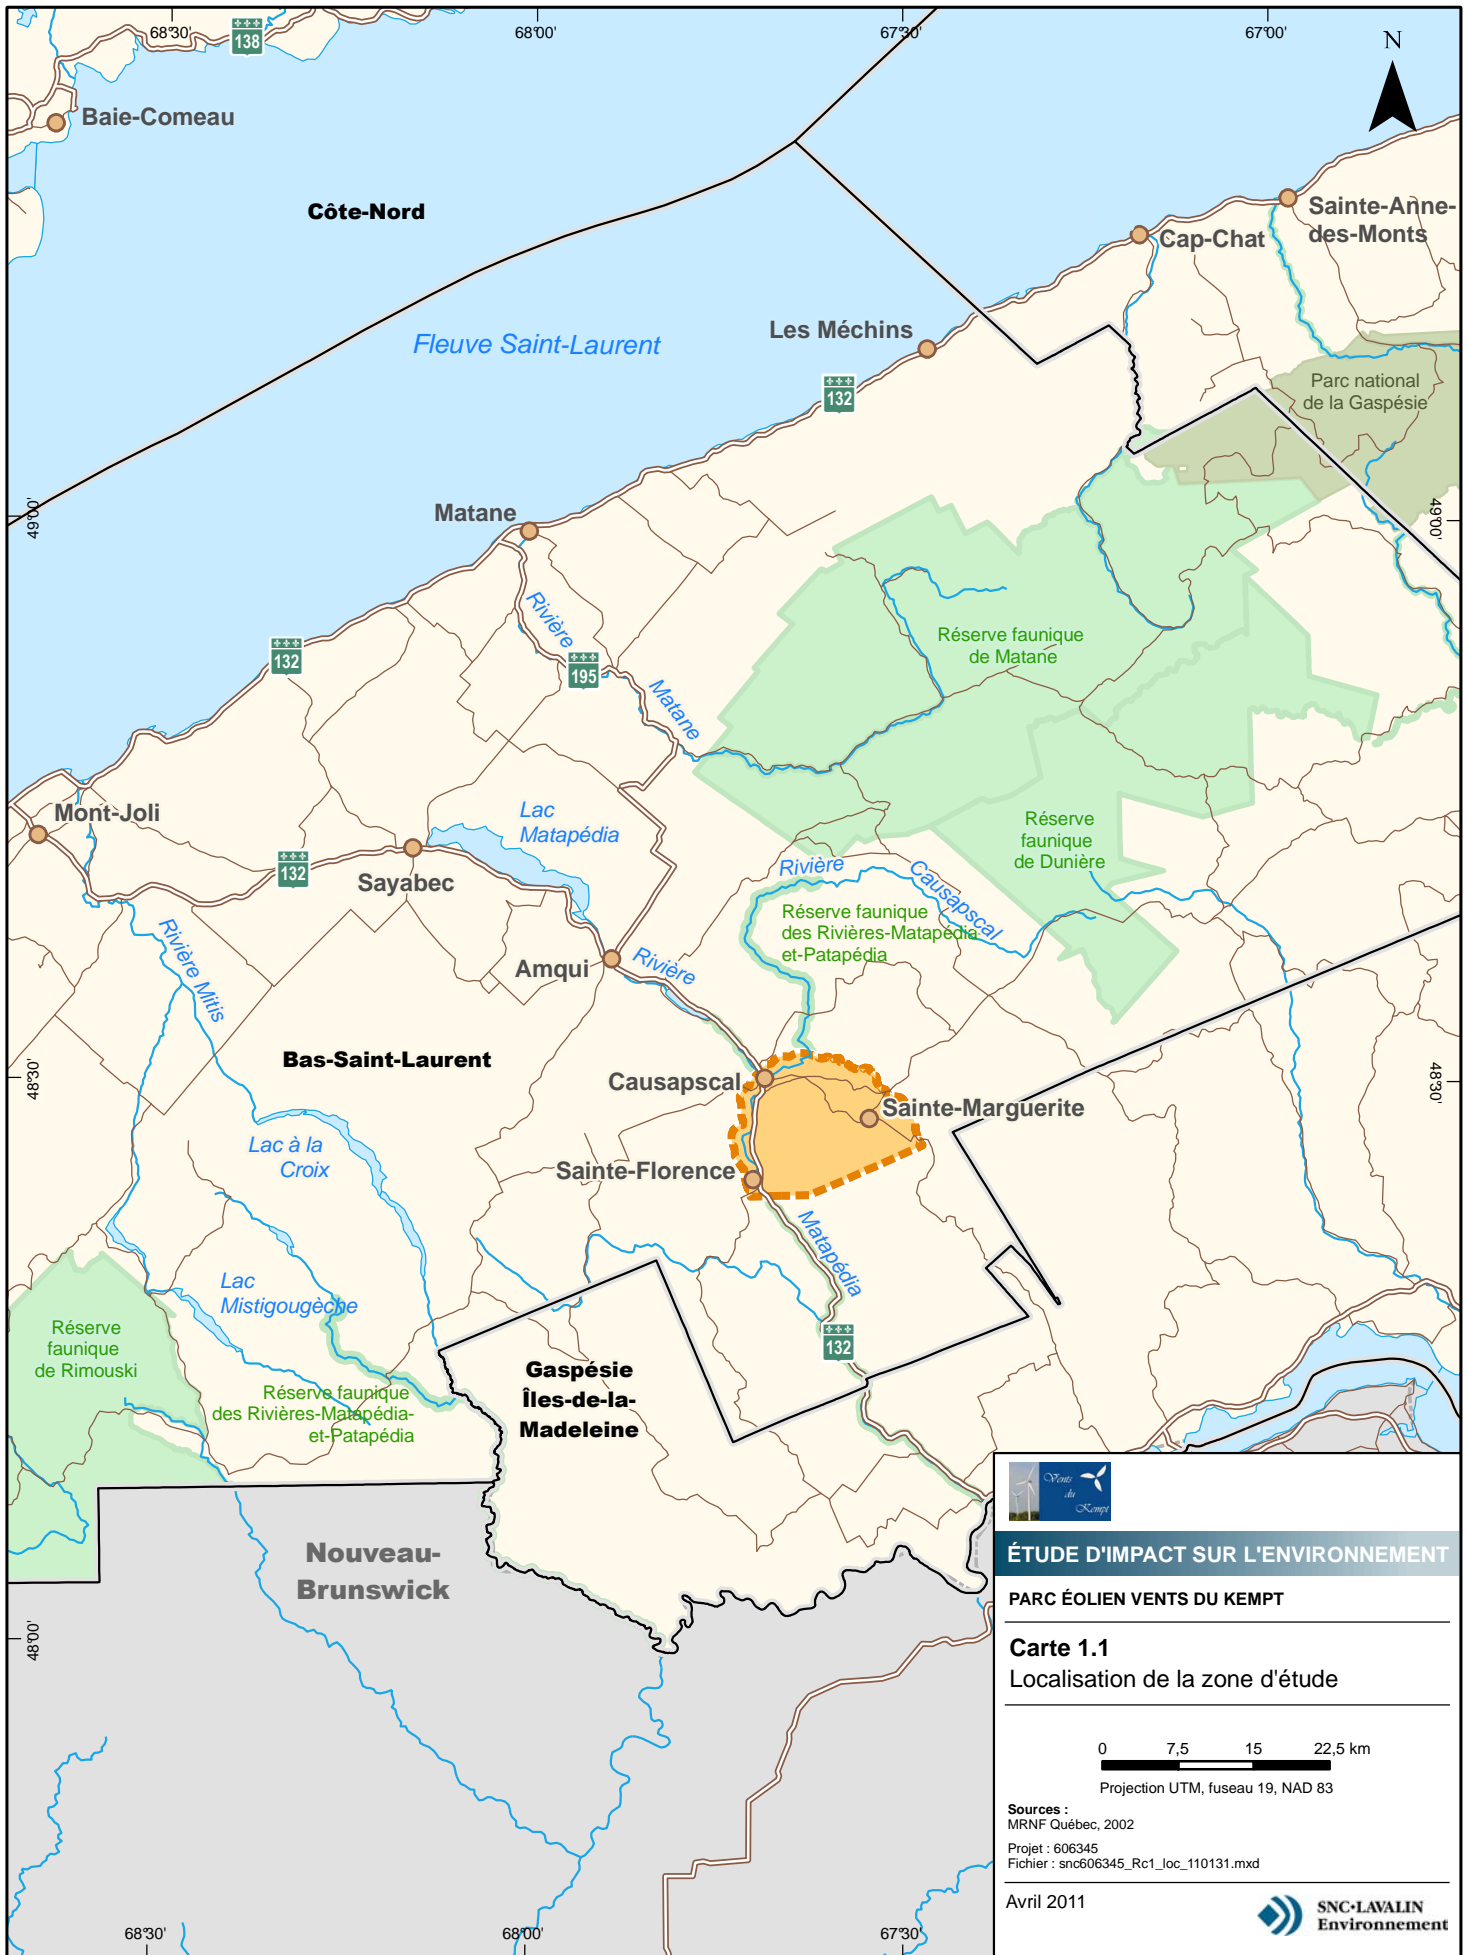 68°30'
68°00'
67°30'
67°00'
N
138
Baie-Comeau
Côte-Nord
Sainte-Anne-
des-Monts
Cap-Chat
Les Méchins
Fleuve Saint-Laurent
132
Parc national
de la Gaspésie
49°00'
49°00'
Matane
Rivière
Matane
195
132
Réserve faunique
de Matane
Mont-Joli
Lac
Matapédia
Réserve
faunique
de Dunière
132
Sayabec
Rivière
Causapscal
Réserve faunique
des Rivières-Matapédia-
et-Patapédia
Rivière Mitis
Amqui
Rivière
Matapédia
Bas-Saint-Laurent
48°30'
48°30'
Causapscal
Sainte-Marguerite
Lac à la
Croix
Sainte-Florence
Lac
Mistigougèche
Réserve
faunique
de Rimouski
132
Gaspésie
Îles-de-la-
Madeleine
Réserve faunique
des Rivières-Matapédia-
et-Patapédia
Nouveau-
Brunswick
48°00'
68°30'
68°00'
67°30'
Vents
du
Kempt
ÉTUDE D'IMPACT SUR L'ENVIRONNEMENT
PARC ÉOLIEN VENTS DU KEMPT
Carte 1.1
Localisation de la zone d'étude
0 7,5 15 22,5 km
Projection UTM, fuseau 19, NAD 83
Sources :
MRNF Québec, 2002
Projet : 606345
Fichier : snc606345_Rc1_loc_110131.mxd
Avril 2011
SNC•LAVALIN
Environnement